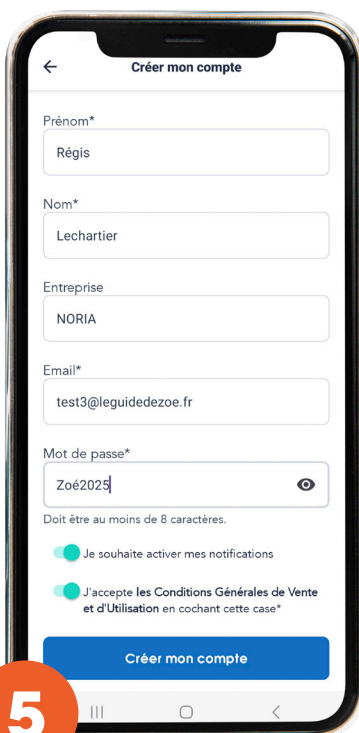 Créer mon compte
Prénom*
Régis
Nom*
Lechartier
Entreprise
NORIA
Email*
test3@leguidedezoe.fr
Mot de passe*
Zoé2025
Doit être au moins de 8 caractères.
Je souhaite activer mes notifications
J'accepte les Conditions Générales de Vente
et d'Utilisation en cochant cette case*
Créer mon compte
5